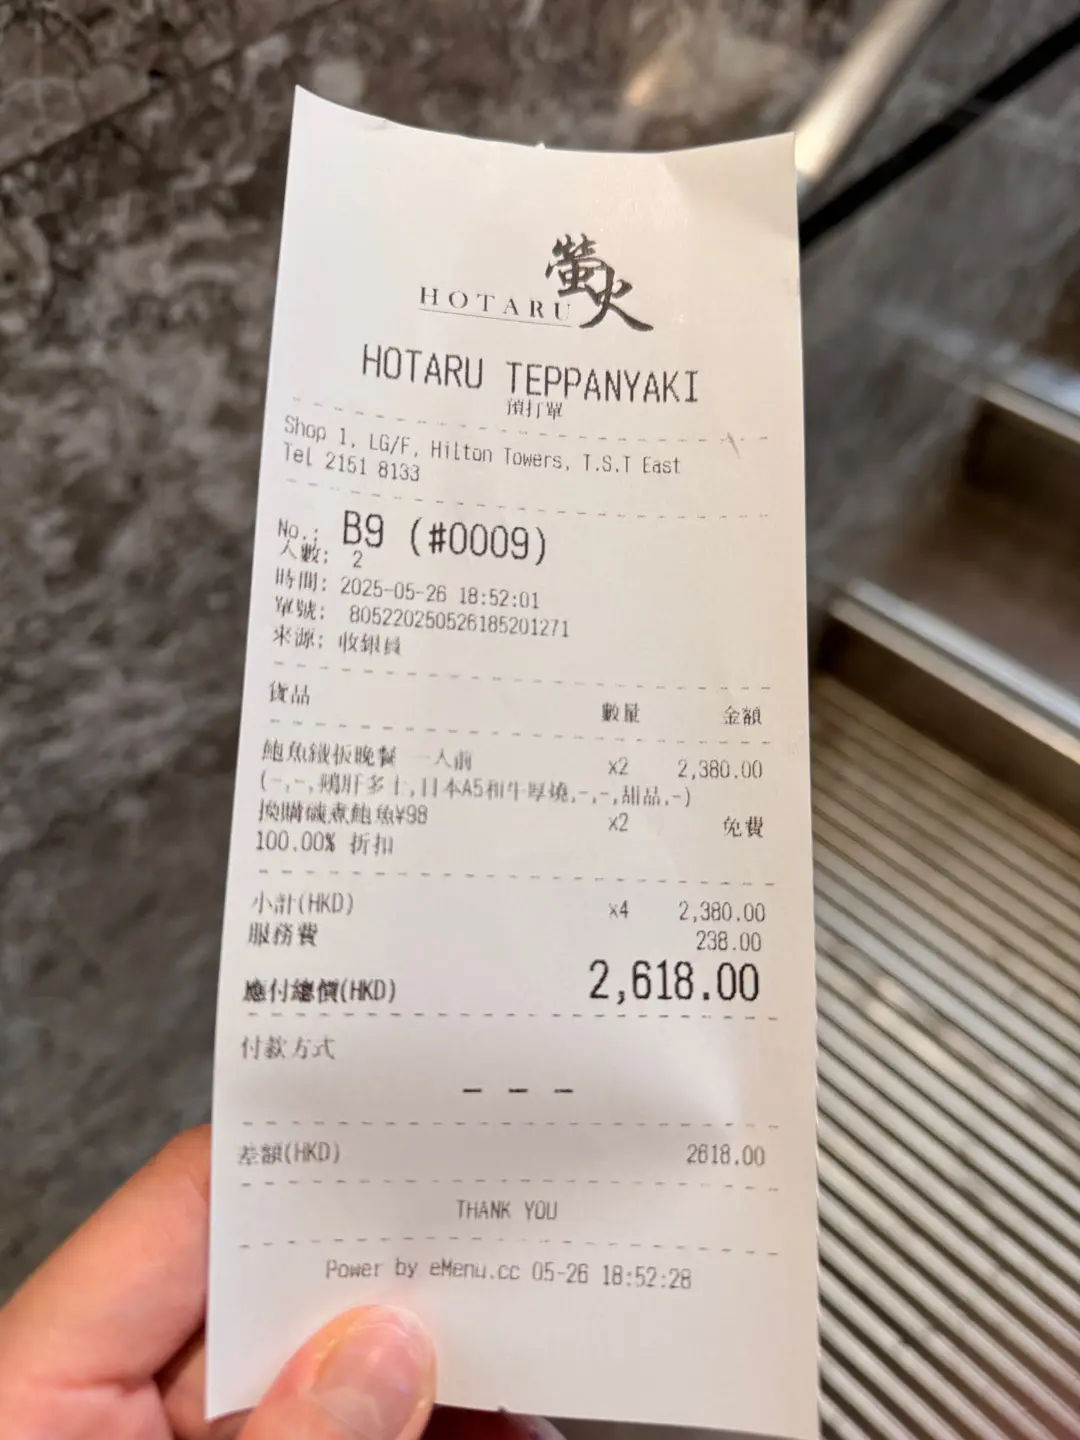 螢火
HOTARU
HOTARU TEPPANYAKI
預打單
Shop 1, LG/F, Hilton Towers, T.S.T East
Tel 2151 8133
No.: B9 (#0009)
人數: 2
時間: 2025-05-26 18:52:01
單號: 805220250526185201271
來源: 收銀員
貨品 數量 金額
鮑魚鐵板晚餐 一人前 x2 2,380.00
(-,-,鵝肝多士,日本A5和牛厚燒,-,-,甜品,-)
換購磯煮鮑魚¥98 x2 免費
100.00% 折扣
小計(HKD) x4 2,380.00
服務費 238.00
應付總價(HKD) 2,618.00
付款方式
- - -
差額(HKD) 2618.00
THANK YOU
Power by eMenu.cc 05-26 18:52:28